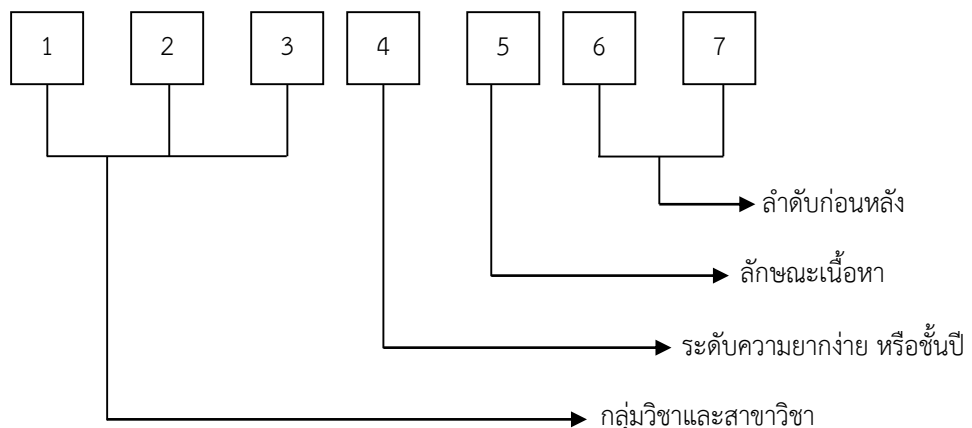 1 2 3 4 5 6 7
ลำดับก่อนหลัง
ลักษณะเนื้อหา
ระดับความยากง่าย หรือชั้นปี
กลุ่มวิชาและสาขาวิชา